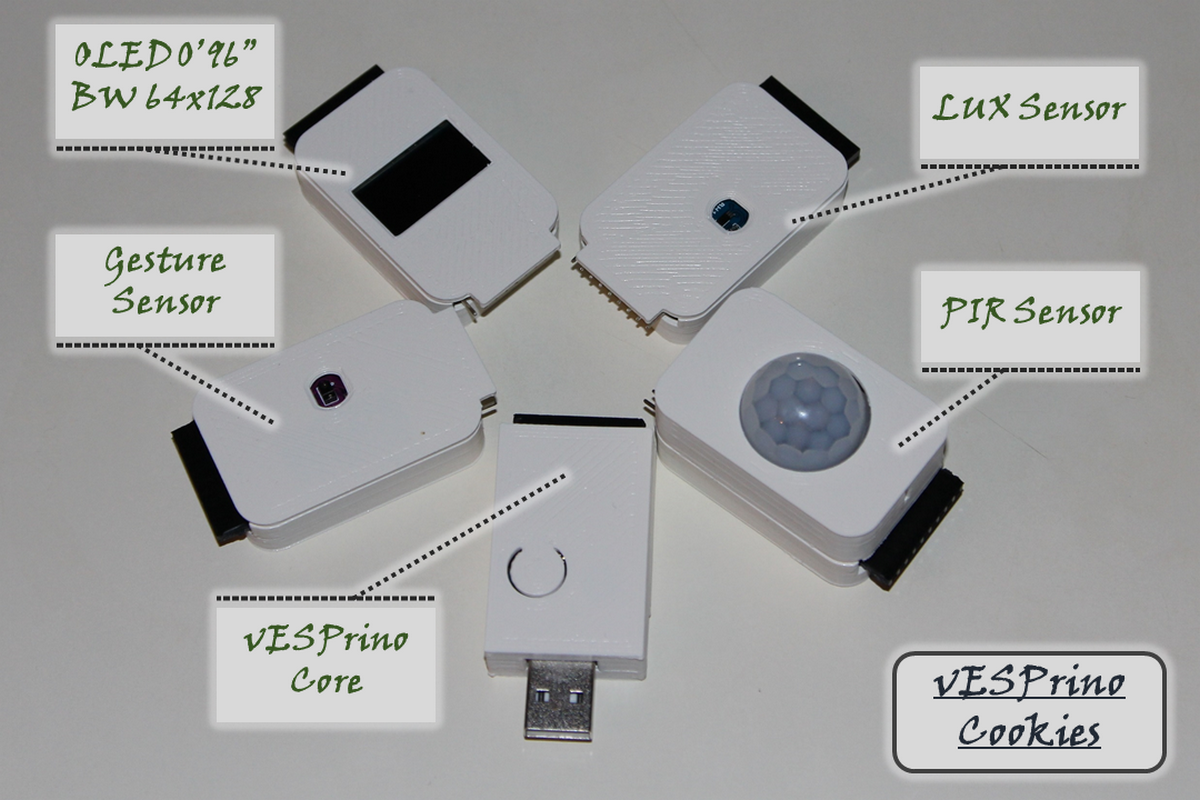 OLED 0'96"
BW 64x128
LUX Sensor
Gesture
Sensor
PIR Sensor
vESPrino
Core
vESPrino
Cookies